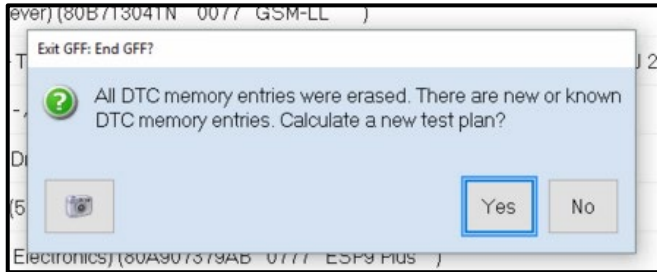 ever) (80B713041N 0077 GSM-LL )
Exit GFF: End GFF?
All DTC memory entries were erased. There are new or known
DTC memory entries. Calculate a new test plan?
Yes
No
Electronics) (80A907379AB 0777 ESP9 Plus )